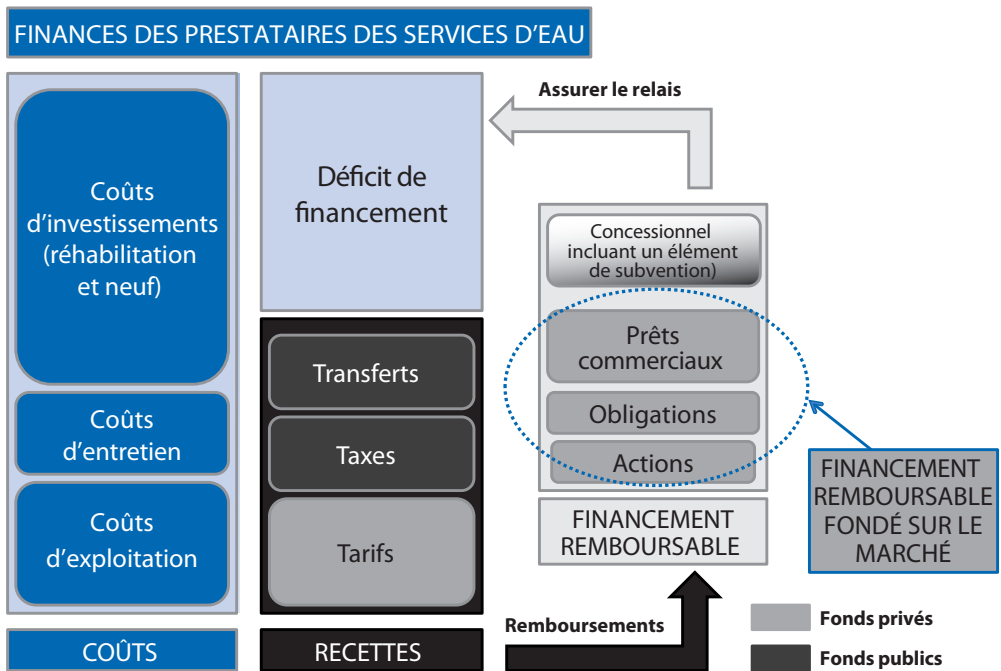 FINANCES DES PRESTATAIRES DES SERVICES D’EAU
Coûts
d’investissements
(réhabilitation
et neuf)
Coûts
d’entretien
Coûts
d’exploitation
COÛTS
Déficit de
financement
Transferts
Taxes
Tarifs
RECETTES
Assurer le relais
Concessionnel
incluant un élément
de subvention)
Prêts
commerciaux
Obligations
Actions
FINANCEMENT
REMBOURSABLE
Remboursements
FINANCEMENT
REMBOURSABLE
FONDÉ SUR LE
MARCHÉ
Fonds privés
Fonds publics